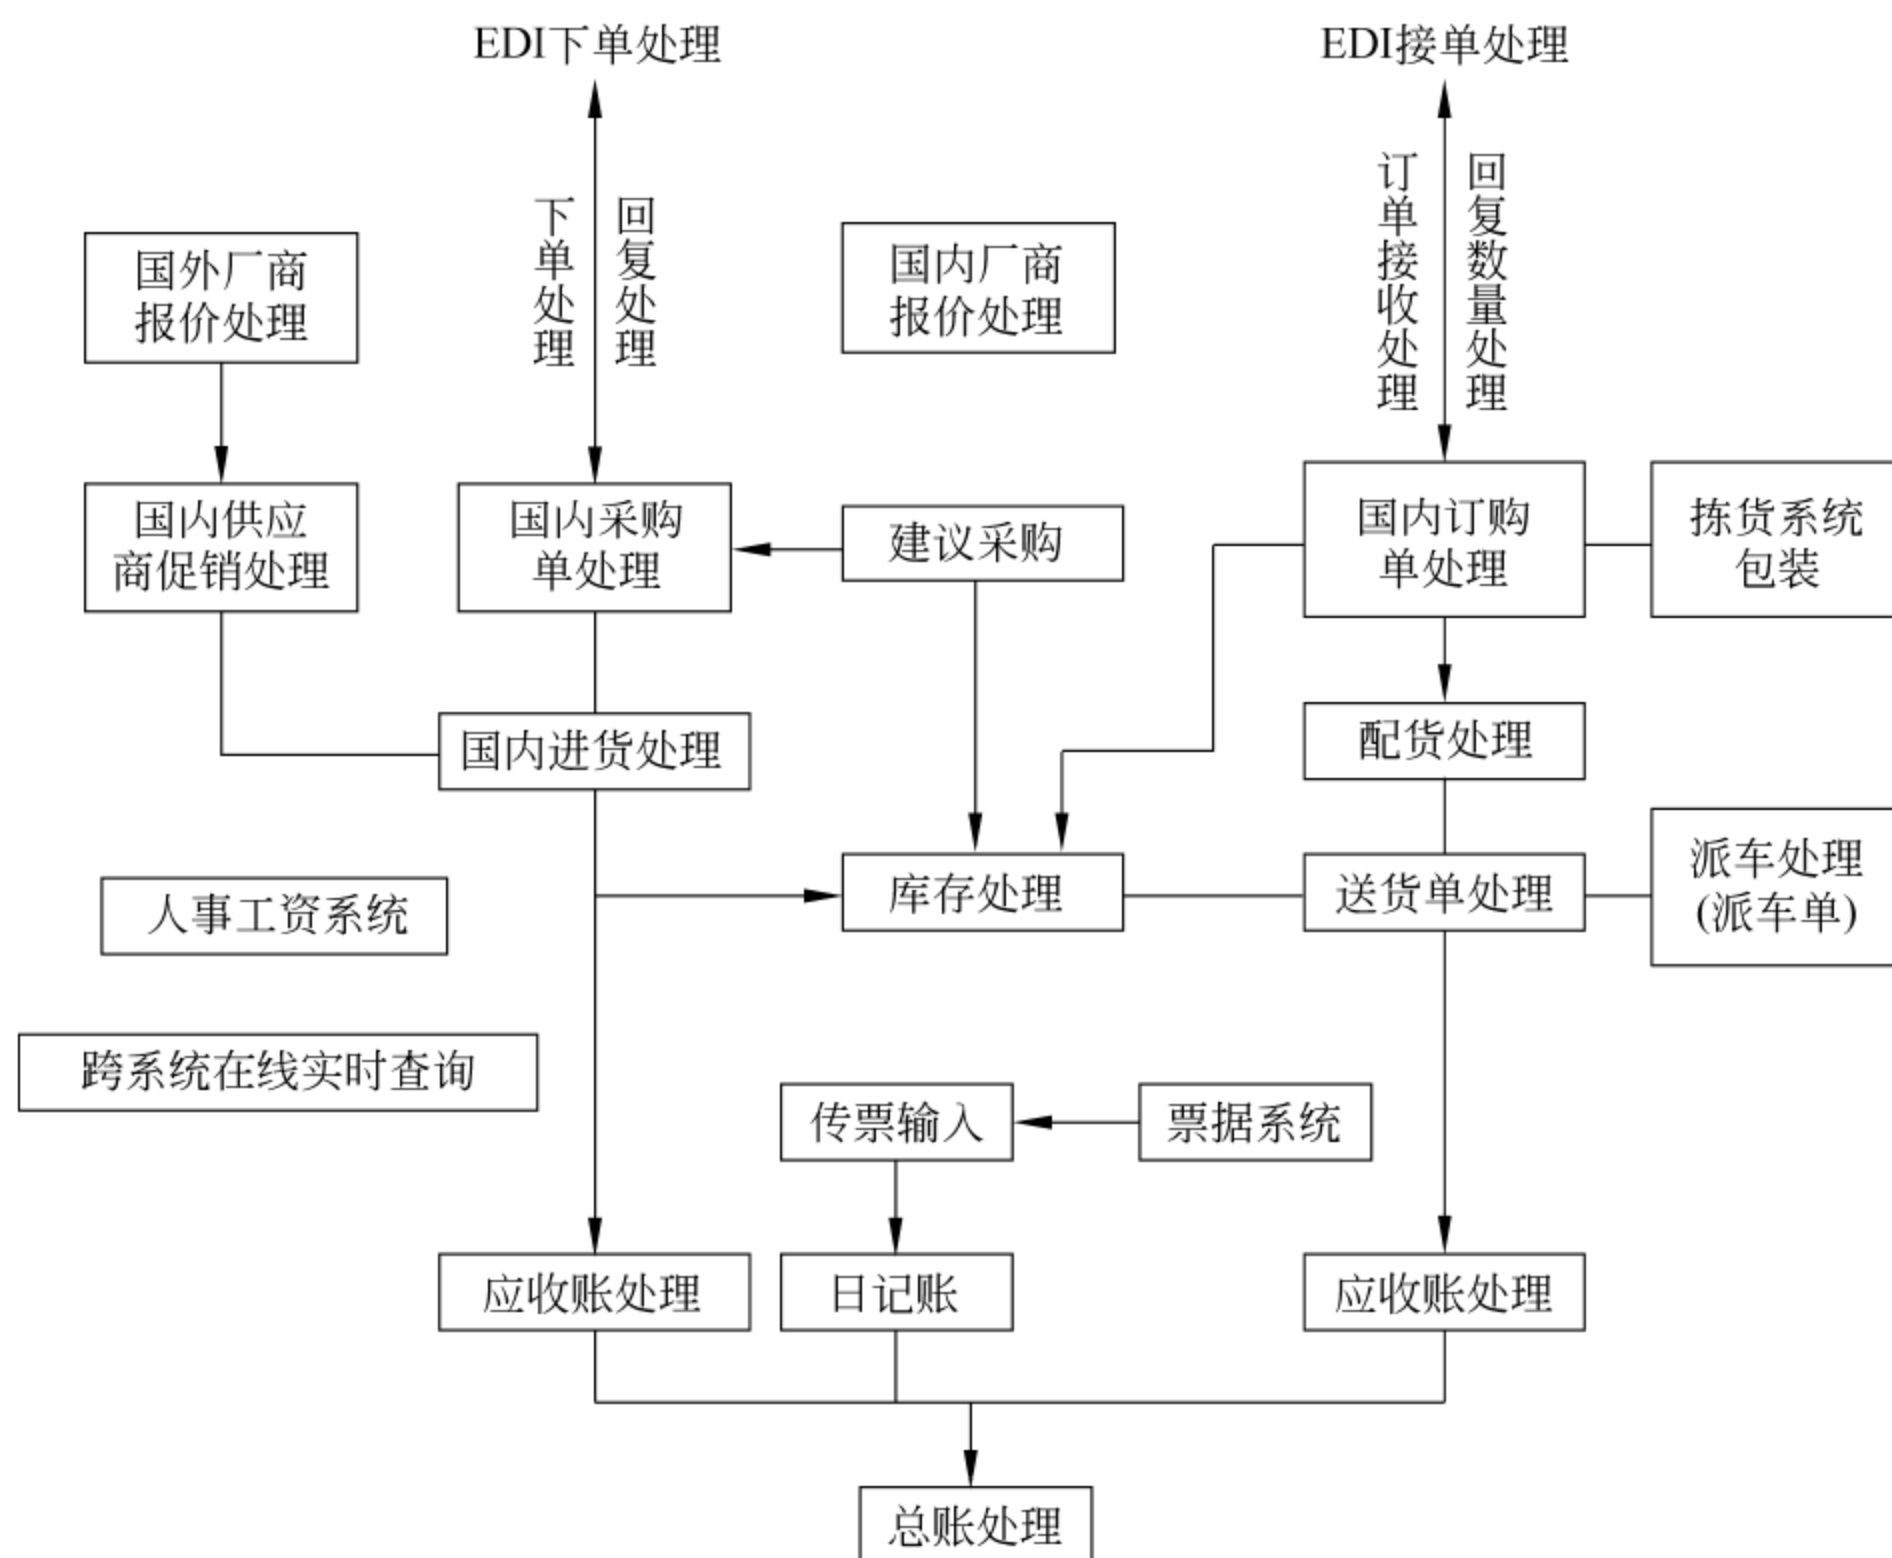 EDI下单处理
EDI接单处理
下单处理
回复处理
订单接收处理
回复数量处理
国外厂商
报价处理
国内厂商
报价处理
国内供应
商促销处理
国内采购
单处理
建议采购
国内订购
单处理
拣货系统
包装
国内进货处理
配货处理
人事工资系统
库存处理
送货单处理
派车处理
(派车单)
跨系统在线实时查询
传票输入
票据系统
应收账处理
日记账
应收账处理
总账处理